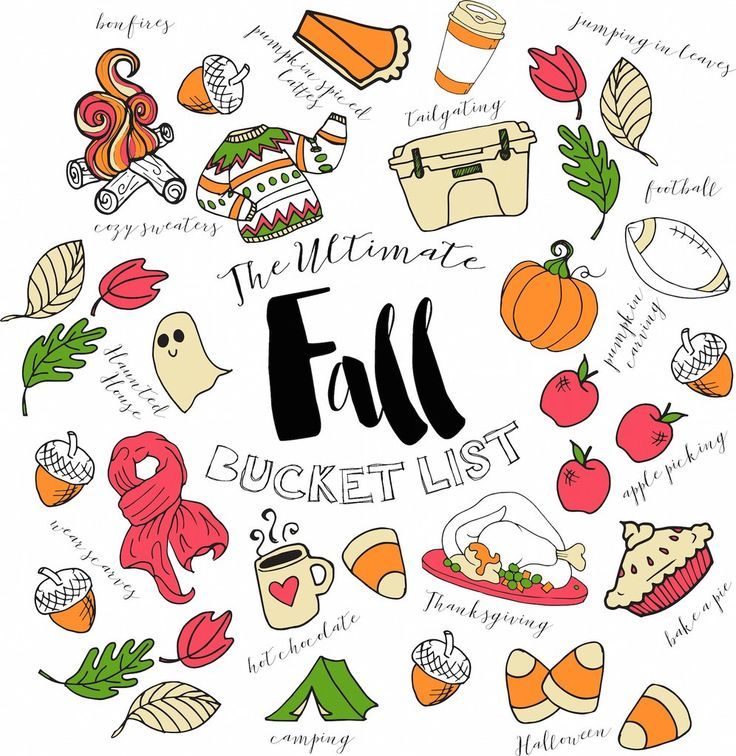 bonfires
pumpkin spiced
lattes
tailgating
jumping in leaves
cozy sweaters
football
The Ultimate
Fall
BUCKET LIST
Haunted
House
pumpkin
carving
apple picking
wear scarves
hot chocolate
Thanksgiving
bake a pie
camping
Halloween